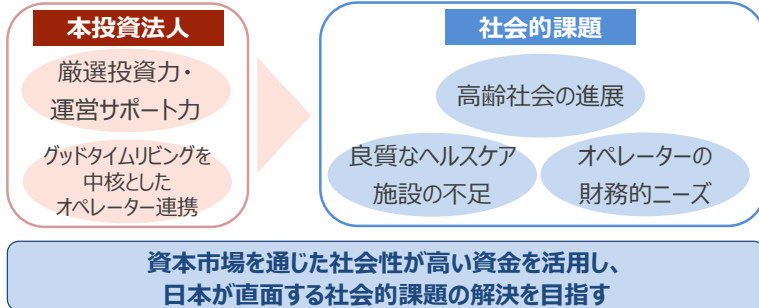 本投資法人
厳選投資力・
運営サポート力
グッドタイムリビングを
中核とした
オペレーター連携
社会的課題
高齢社会の進展
良質なヘルスケア
施設の不足
オペレーターの
財務的ニーズ
資本市場を通じた社会性が高い資金を活用し、
日本が直面する社会的課題の解決を目指す